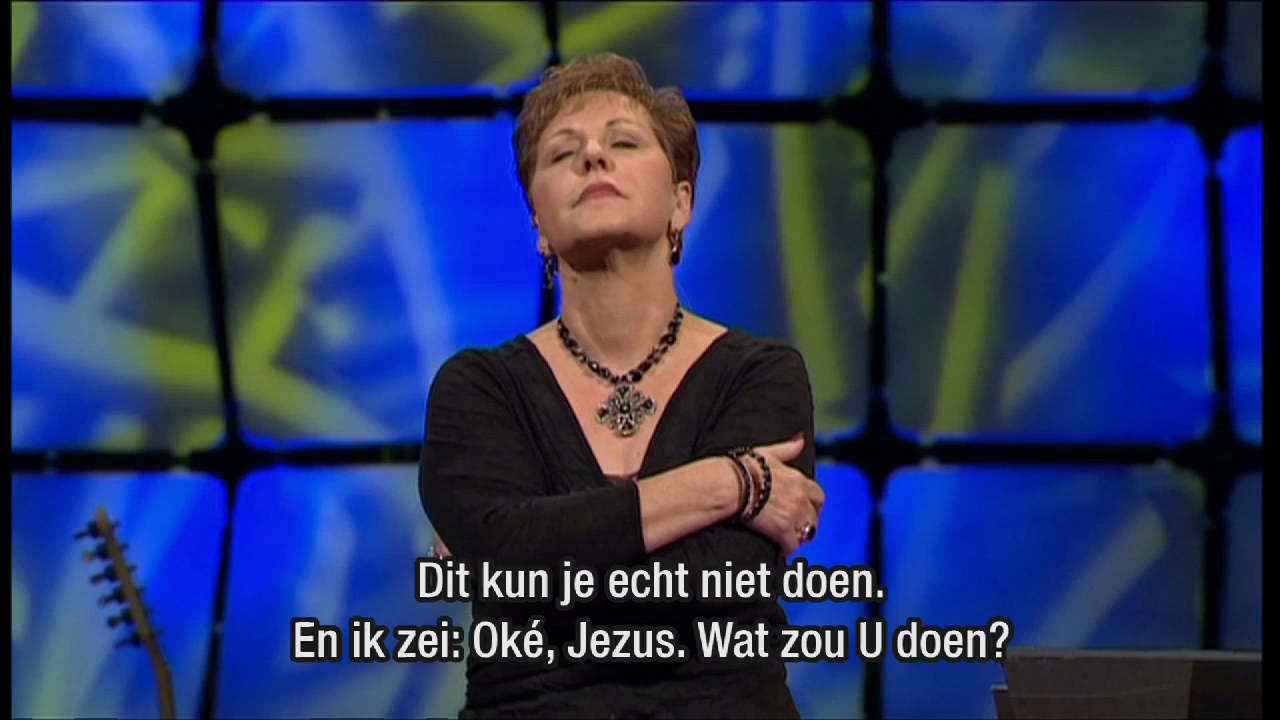 Dit kun je echt niet doen.
En ik zei: Oké, Jezus. Wat zou U doen?